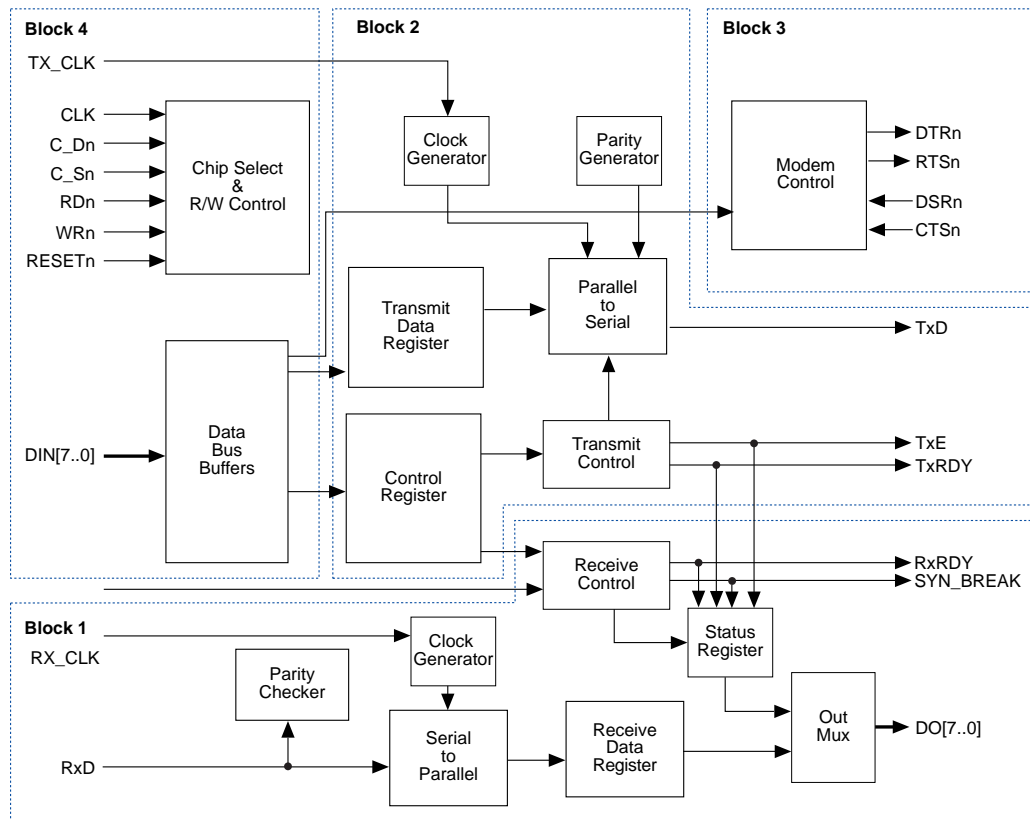 Block 4
Block 2
Block 3
TX_CLK
CLK
C_Dn
C_Sn
RDn
WRn
RESETn
Chip Select
&
R/W Control
Clock
Generator
Parity
Generator
Modem
Control
DTRn
RTSn
DSRn
CTSn
Transmit
Data
Register
Parallel
to
Serial
TxD
DIN[7..0]
Data
Bus
Buffers
Control
Register
Transmit
Control
TxE
TxRDY
Receive
Control
RxRDY
SYN_BREAK
Block 1
RX_CLK
Clock
Generator
Status
Register
Parity
Checker
RxD
Serial
to
Parallel
Receive
Data
Register
Out
Mux
DO[7..0]